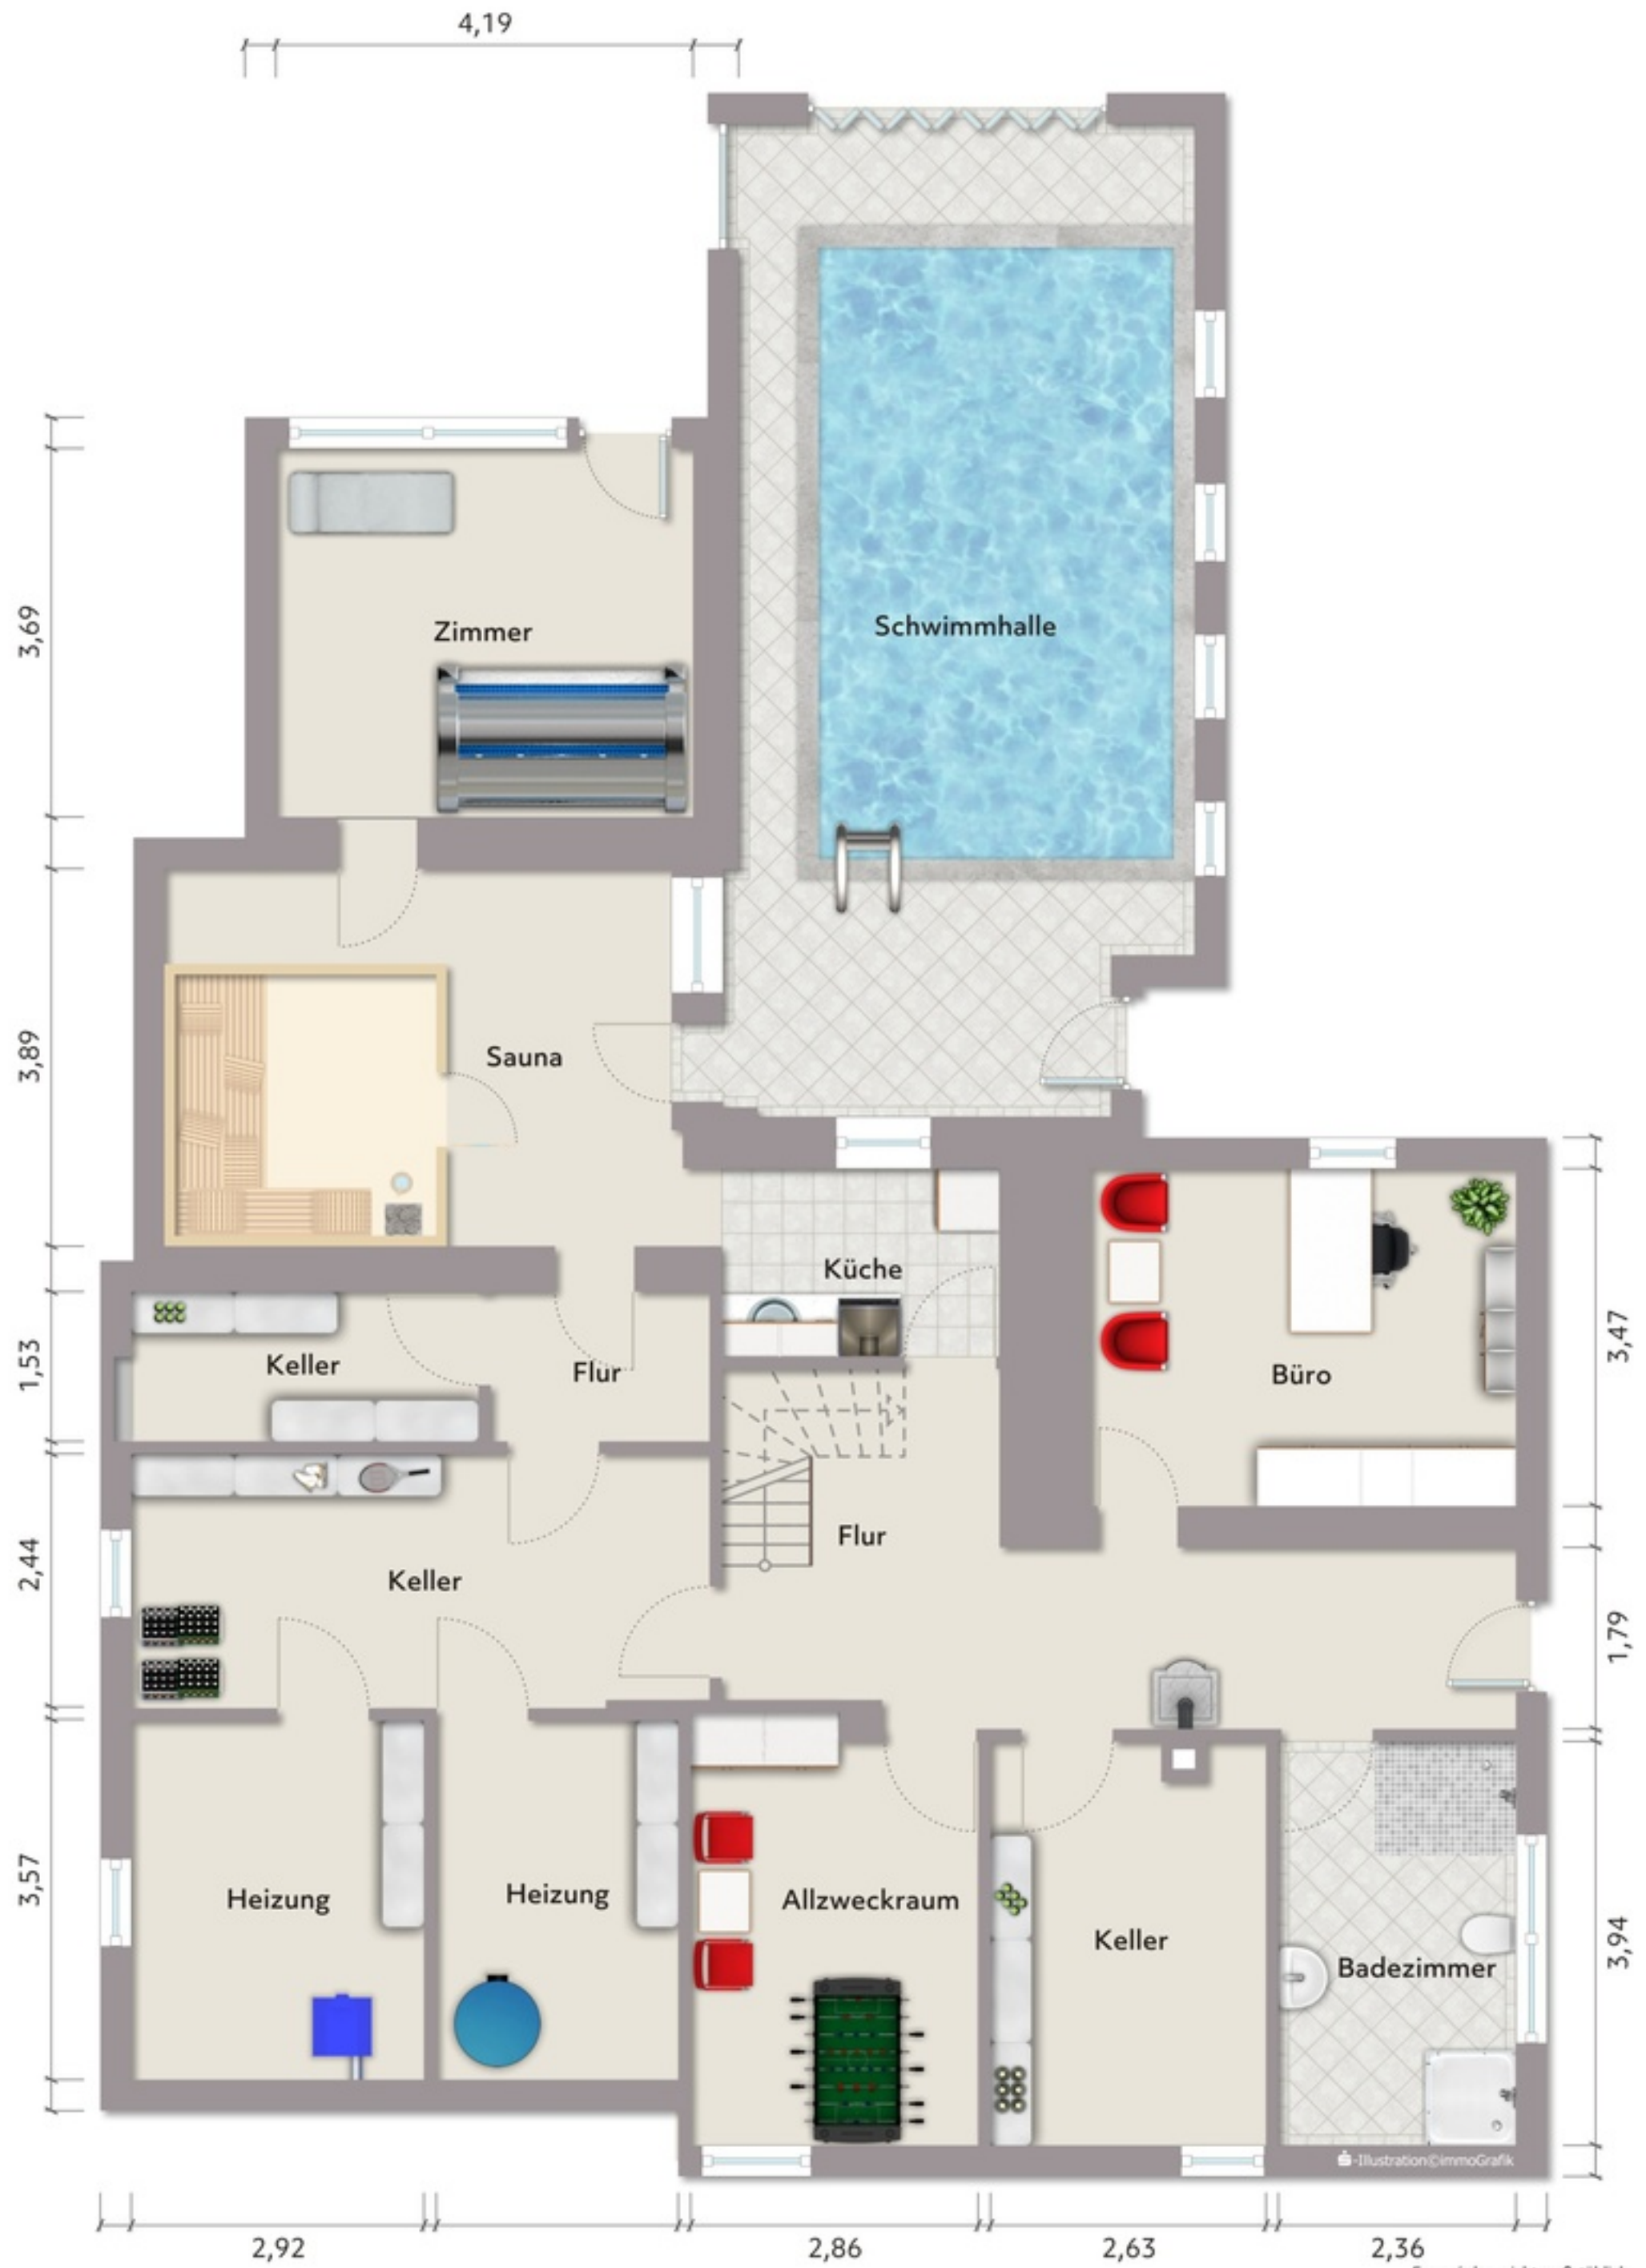 4,19
3,69
Zimmer
Schwimmhalle
3,89
Sauna
Küche
1,53
Keller
Flur
Büro
3,47
2,44
Keller
Flur
1,79
3,57
Heizung
Heizung
Allzweckraum
Keller
Badezimmer
3,94
-Illustration©immoGrafik
2,92
2,86
2,63
2,36